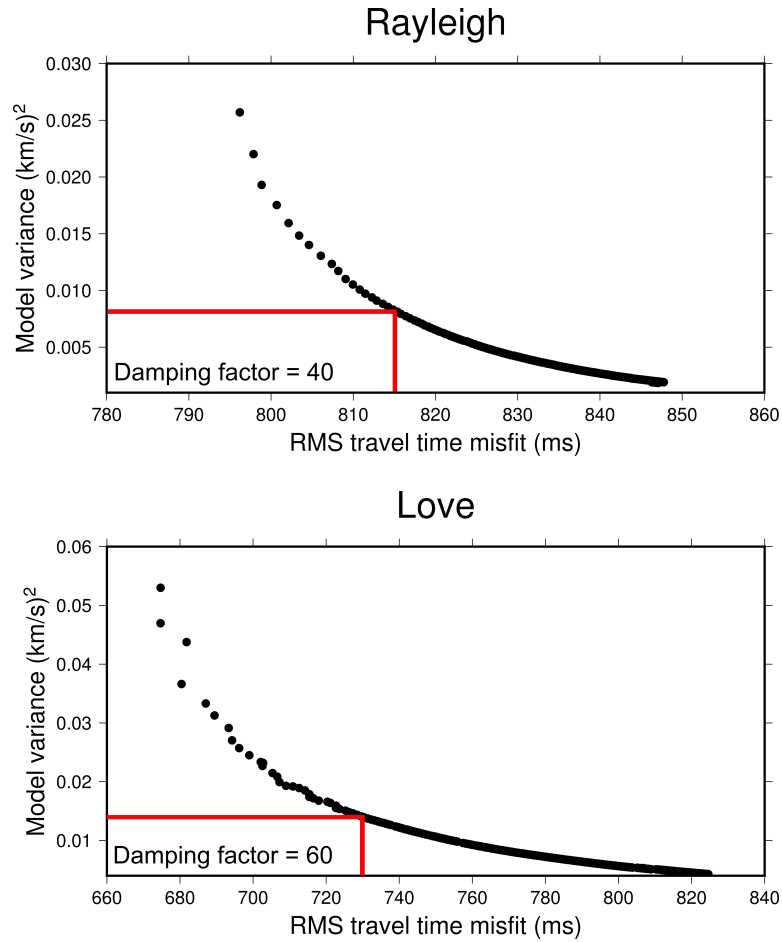 Rayleigh
0.030
0.025
0.020
0.015
0.010
0.005
Model variance (km/s)²
Damping factor = 40
780 790 800 810 820 830 840 850 860
RMS travel time misfit (ms)
Love
0.06
0.05
0.04
0.03
0.02
0.01
Model variance (km/s)²
Damping factor = 60
660 680 700 720 740 760 780 800 820 840
RMS travel time misfit (ms)